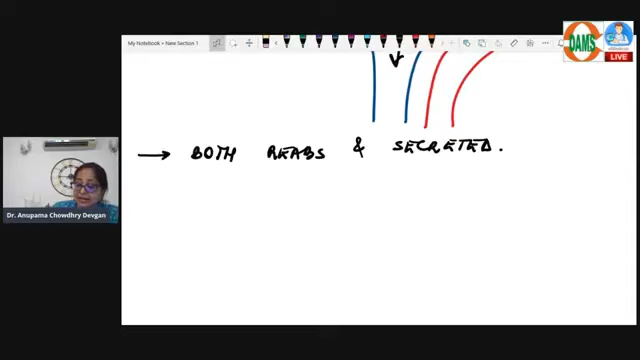 My Notebook » New Section 1
DAMS
LIVE
→ BOTH REABS & SECRETED.
Dr. Anupama Chowdhry Devgan